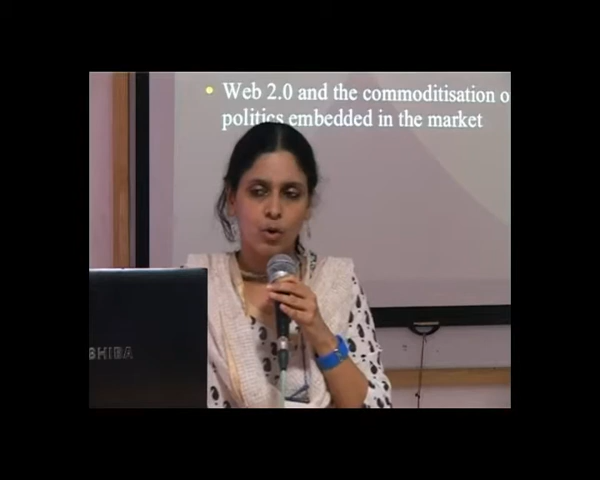 Web 2.0 and the commoditisation o
politics embedded in the market
SHIBA